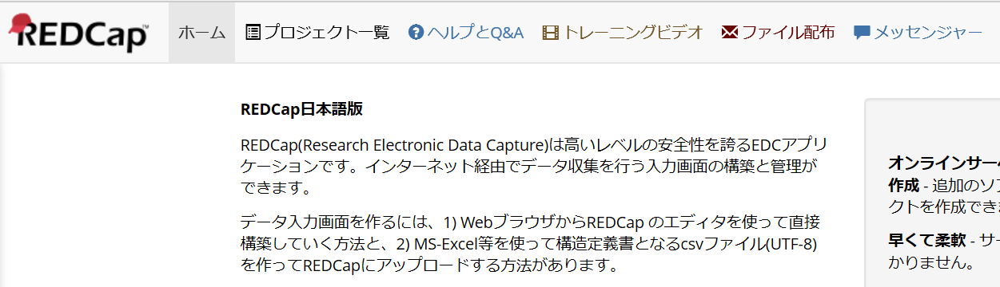 REDCap™
ホーム プロジェクト一覧 ヘルプとQ&A トレーニングビデオ ファイル配布 メッセンジャー
REDCap日本語版
REDCap(Research Electronic Data Capture)は高いレベルの安全性を誇るEDCアプリ
ケーションです。インターネット経由でデータ収集を行う入力画面の構築と管理が
できます。
データ入力画面を作るには、1) WebブラウザからREDCap のエディタを使って直接
構築していく方法と、2) MS-Excel等を使って構造定義書となるcsvファイル(UTF-8)
を作ってREDCapにアップロードする方法があります。
オンラインサー
作成 - 追加のソ
クトを作成でき
早くて柔軟 - サー
かりません。